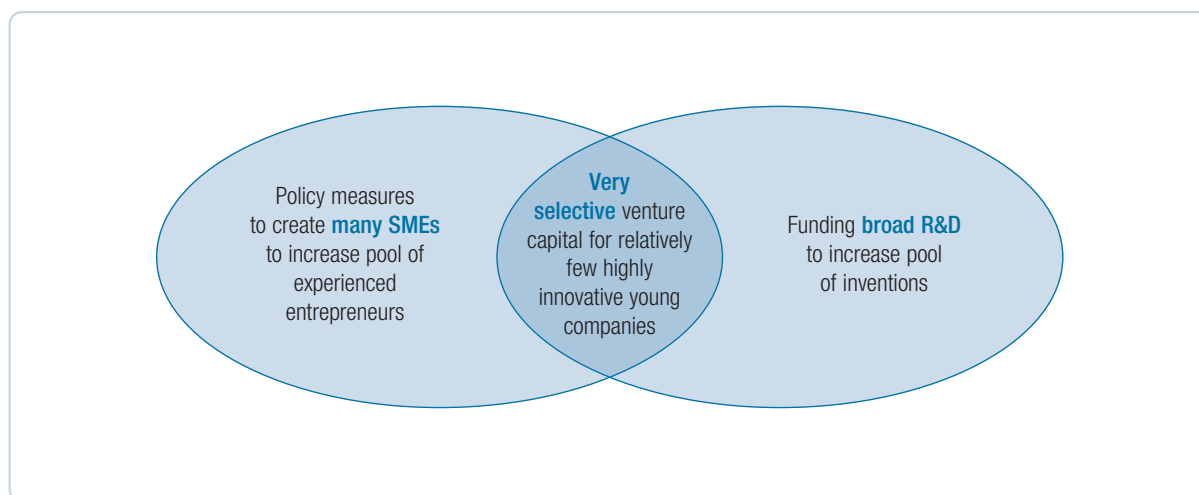 Policy measures
to create many SMEs
to increase pool of
experienced
entrepreneurs
Very
selective venture
capital for relatively
few highly
innovative young
companies
Funding broad R&D
to increase pool
of inventions